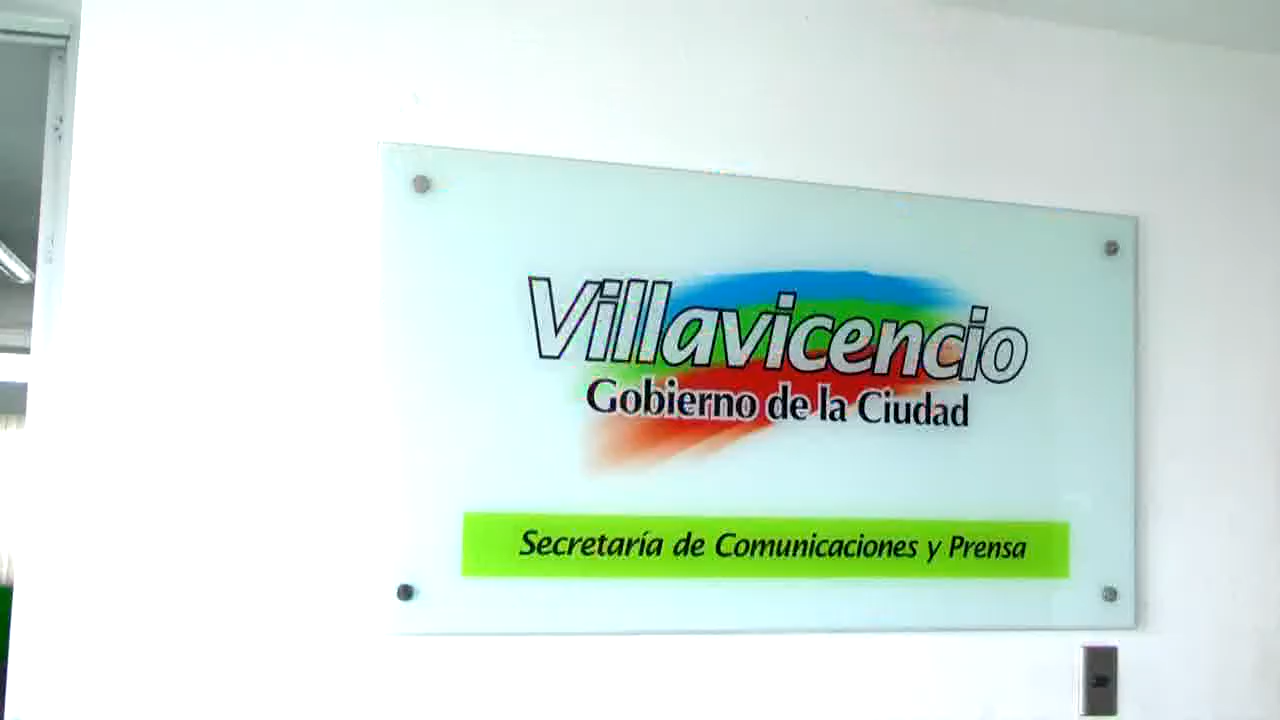 Villavicencio
Gobierno de la Ciudad
Secretaría de Comunicaciones y Prensa